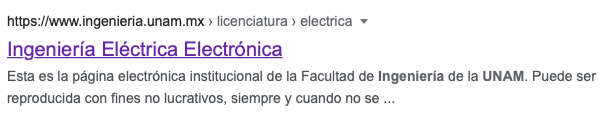 https://www.ingenieria.unam.mx › licenciatura › electrica
Ingeniería Eléctrica Electrónica
Esta es la página electrónica institucional de la Facultad de Ingeniería de la UNAM. Puede ser
reproducida con fines no lucrativos, siempre y cuando no se ...